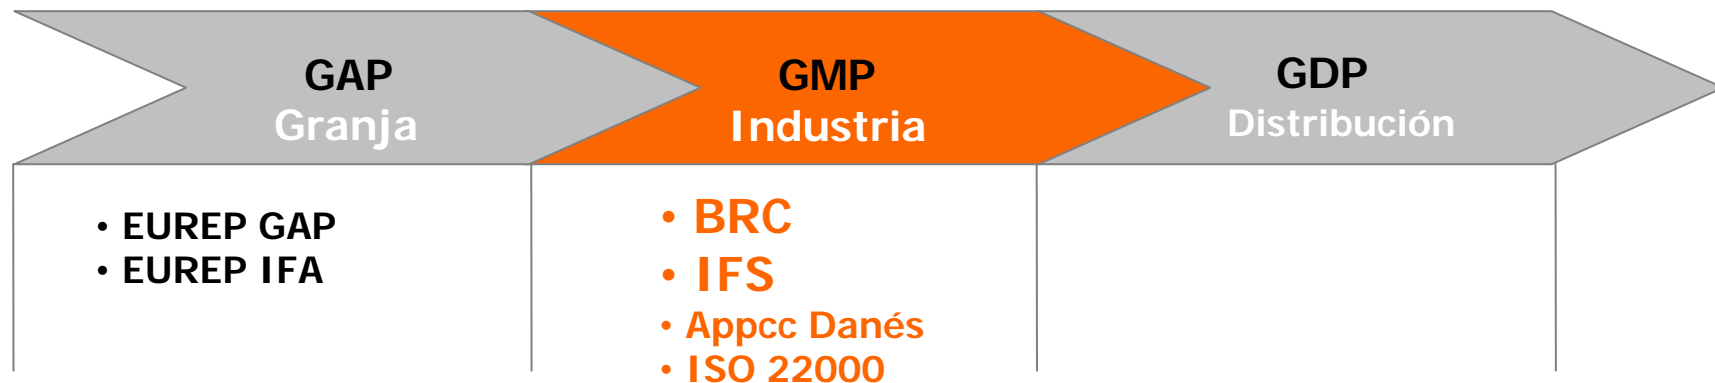 GAP
Granja
GMP
Industria
GDP
Distribución
• EUREP GAP
• EUREP IFA
• BRC
• IFS
• Appcc Danés
• ISO 22000